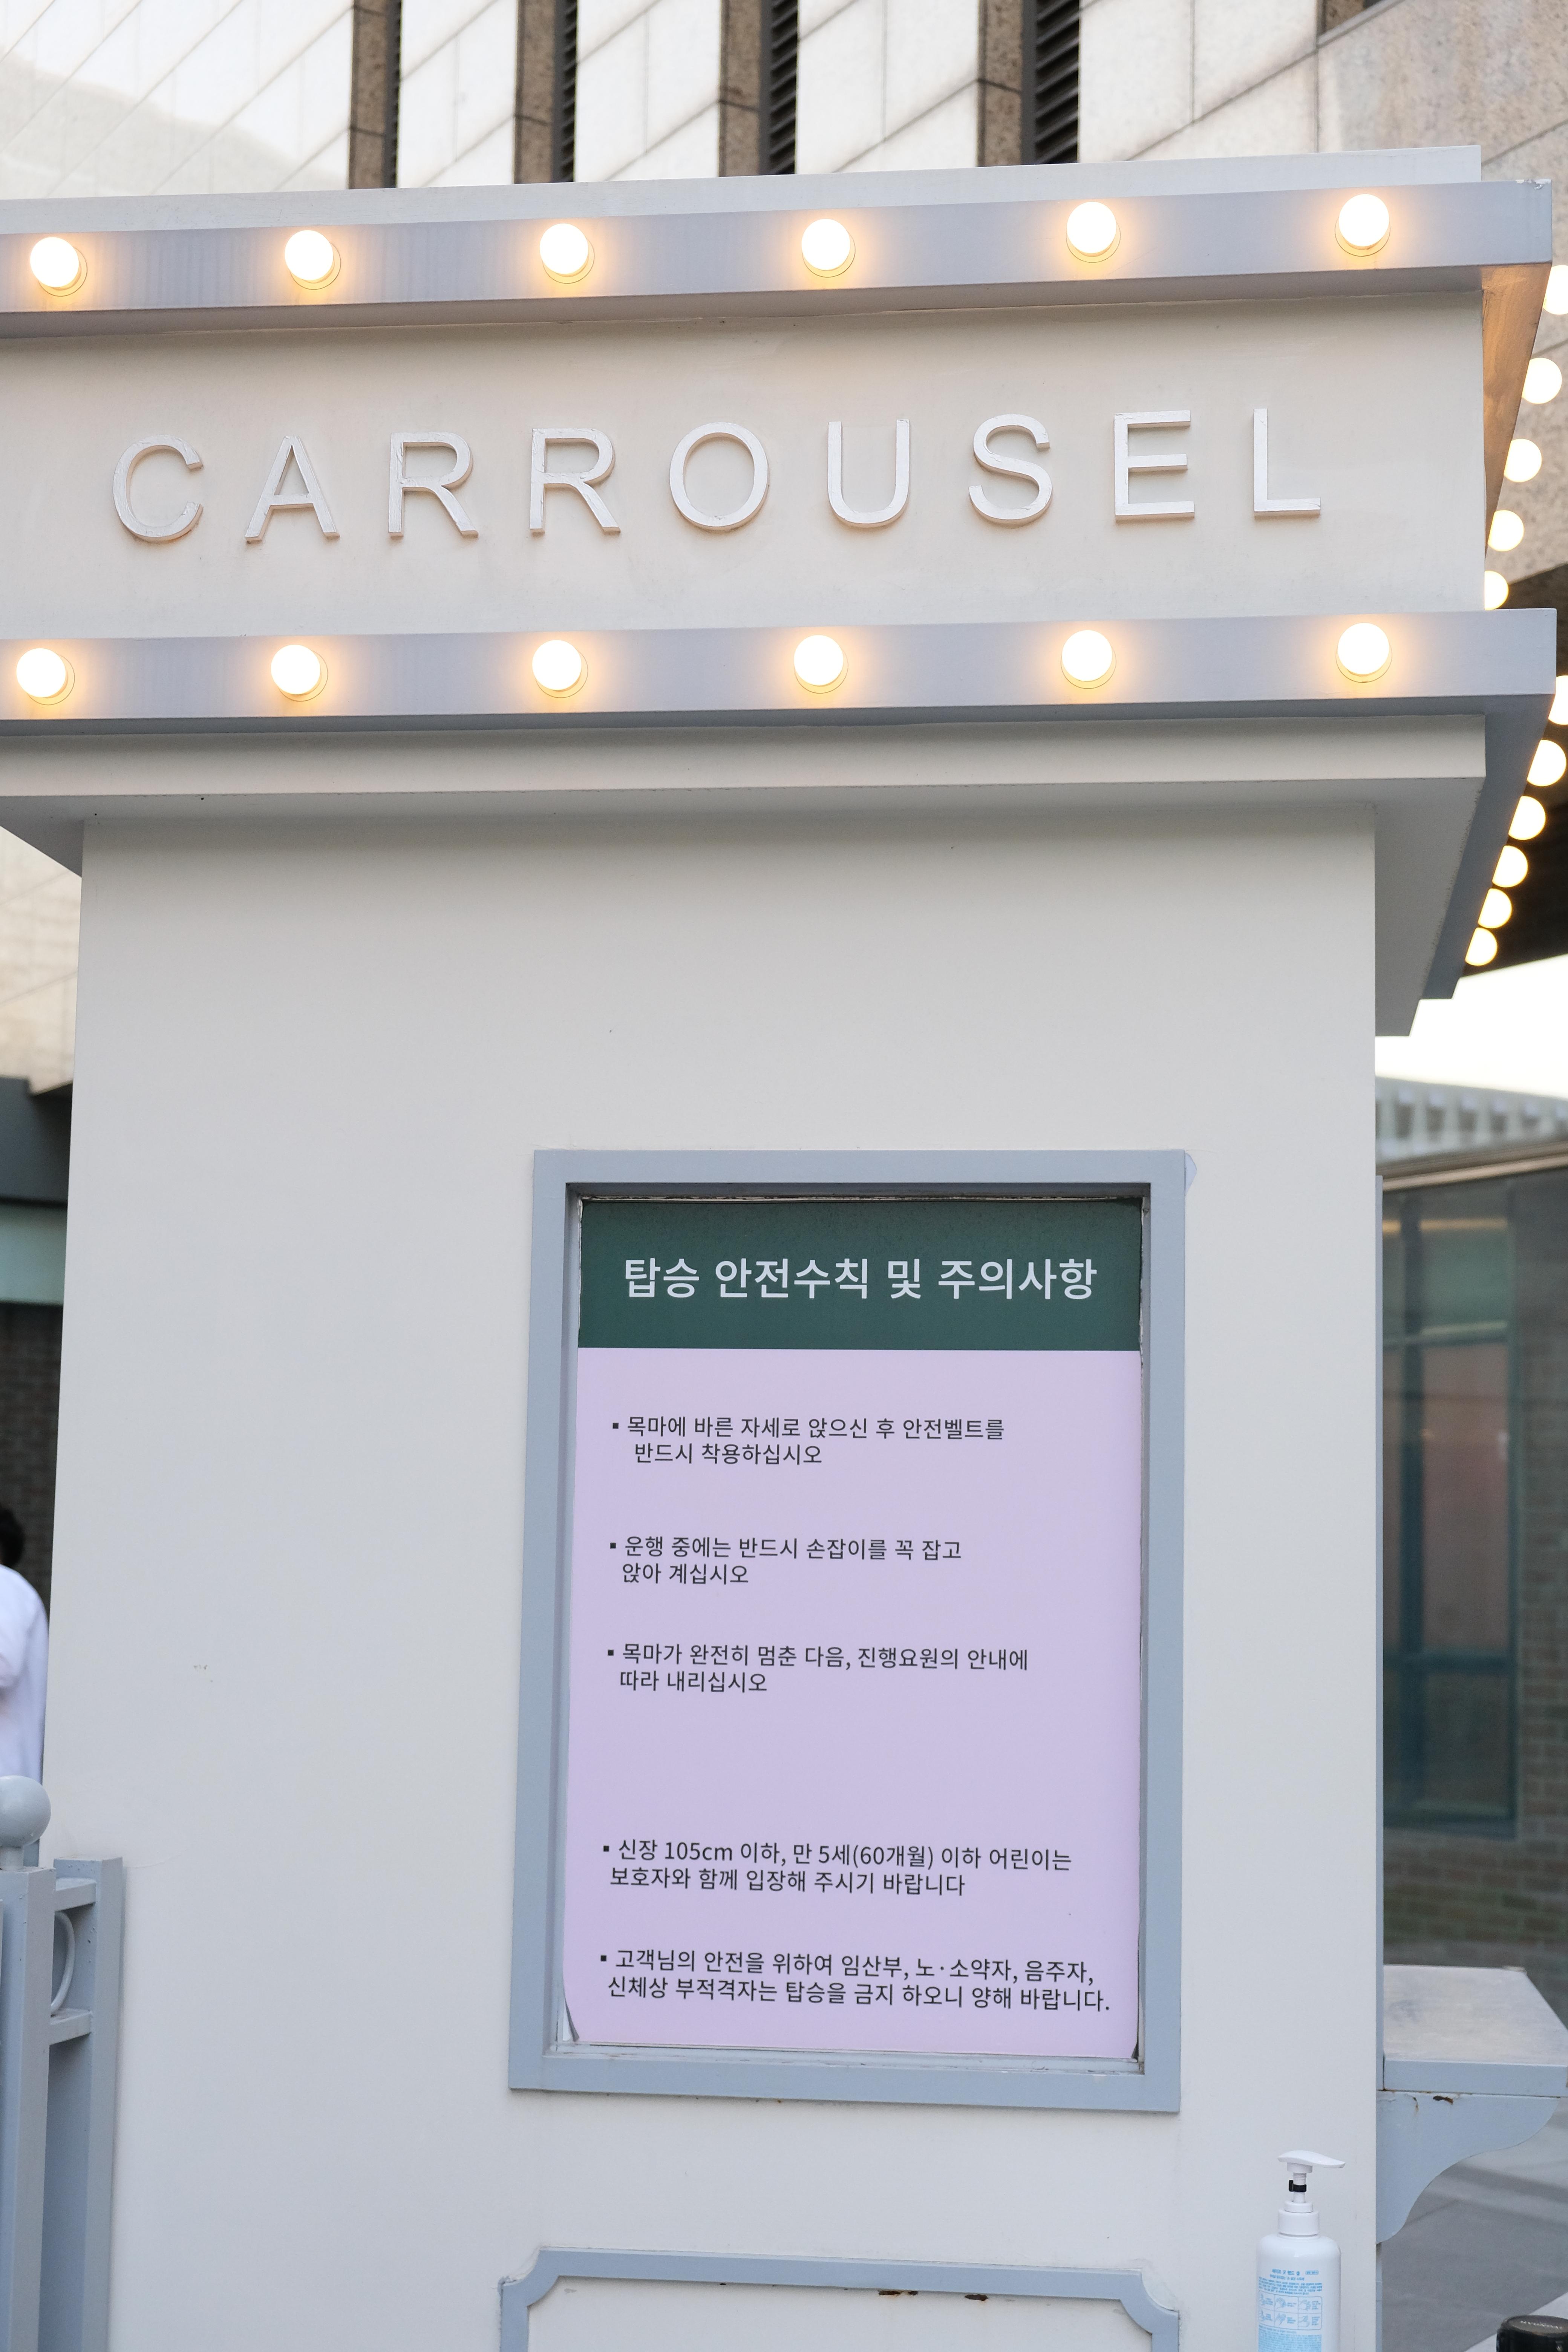 CARROUSEL
탑승 안전수칙 및 주의사항
▪ 목마에 바른 자세로 앉으신 후 안전벨트를
반드시 착용하십시오
▪ 운행 중에는 반드시 손잡이를 꼭 잡고
앉아 계십시오
▪ 목마가 완전히 멈춘 다음, 진행요원의 안내에
따라 내리십시오
▪ 신장 105cm 이하, 만 5세(60개월) 이하 어린이는
보호자와 함께 입장해 주시기 바랍니다
▪ 고객님의 안전을 위하여 임산부, 노·소약자, 음주자,
신체상 부적격자는 탑승을 금지 하오니 양해 바랍니다.